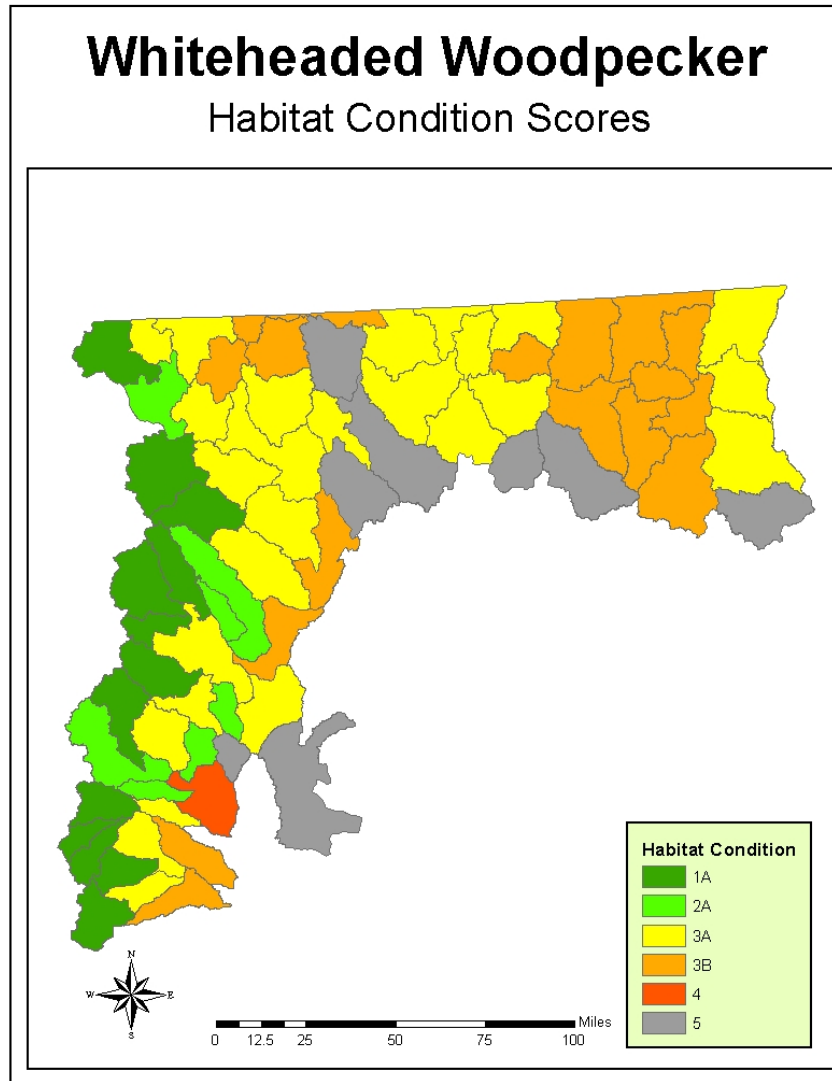 Whiteheaded Woodpecker
Habitat Condition Scores
Habitat Condition
1A
2A
3A
3B
4
5
N
W E
S
Miles
0 12.5 25 50 75 100